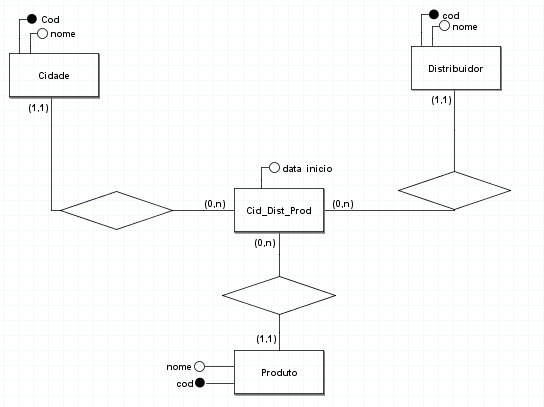 Cod
nome
Cidade
(1,1)
cod
nome
Distribuidor
(1,1)
data inicio
(0,n)
Cid_Dist_Prod
(0,n)
(0,n)
(1,1)
nome
cod
Produto